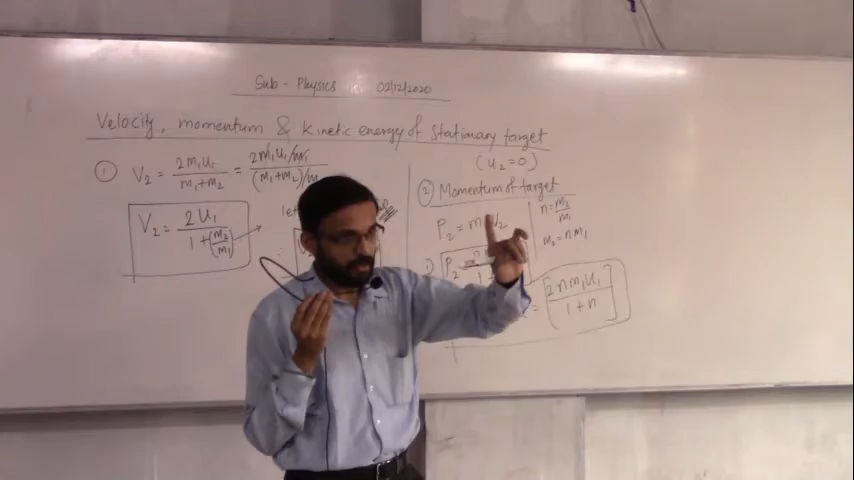 Sub - Physics 02/12/2020
Velocity, momentum & kinetic energy of stationary target
(u₂=0)
① V₂ = 2m₁u₁/(m₁+m₂) = (2m₁u₁/m₁)/((m₁+m₂)/m₁)
V₂ = 2u₁/(1+(m₂/m₁))
let
② Momentum of target
n = m₂/m₁
m₂ = n m₁
= [2nm₁u₁/(1+n)]